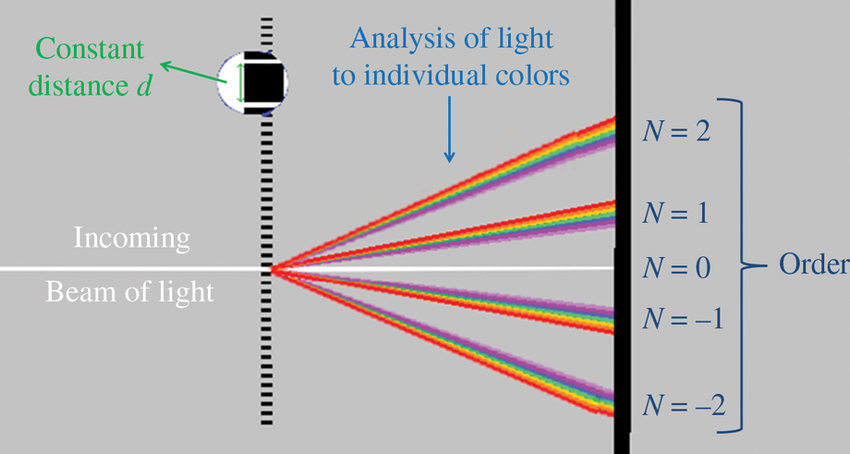 Constant
distance d
Analysis of light
to individual colors
Incoming
Beam of light
N = 2
N = 1
N = 0
N = –1
N = –2
Order